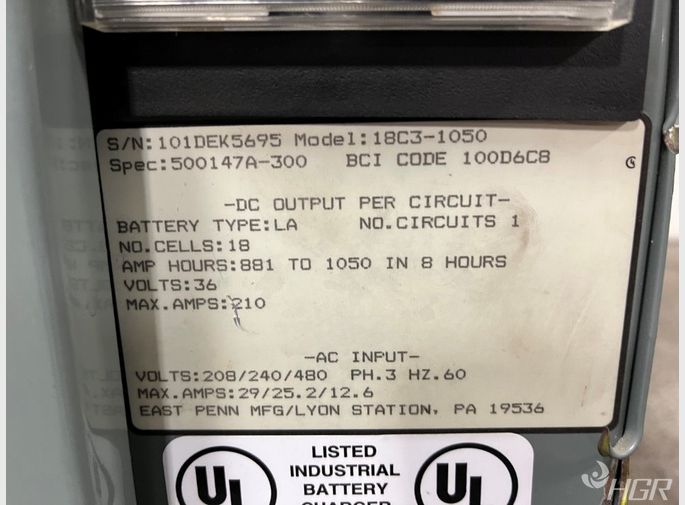 S/N:101DEK5695 Model:18C3-1050
Spec:500147A-300 BCI CODE 100D6C8
-DC OUTPUT PER CIRCUIT-
BATTERY TYPE:LA NO.CIRCUITS 1
NO.CELLS:18
AMP HOURS:881 TO 1050 IN 8 HOURS
VOLTS:36
MAX.AMPS:210
-AC INPUT-
VOLTS:208/240/480 PH.3 HZ.60
MAX.AMPS:29/25.2/12.6
EAST PENN MFG/LYON STATION, PA 19536
LISTED
INDUSTRIAL
BATTERY
CHARGER
UL
UL
HGR